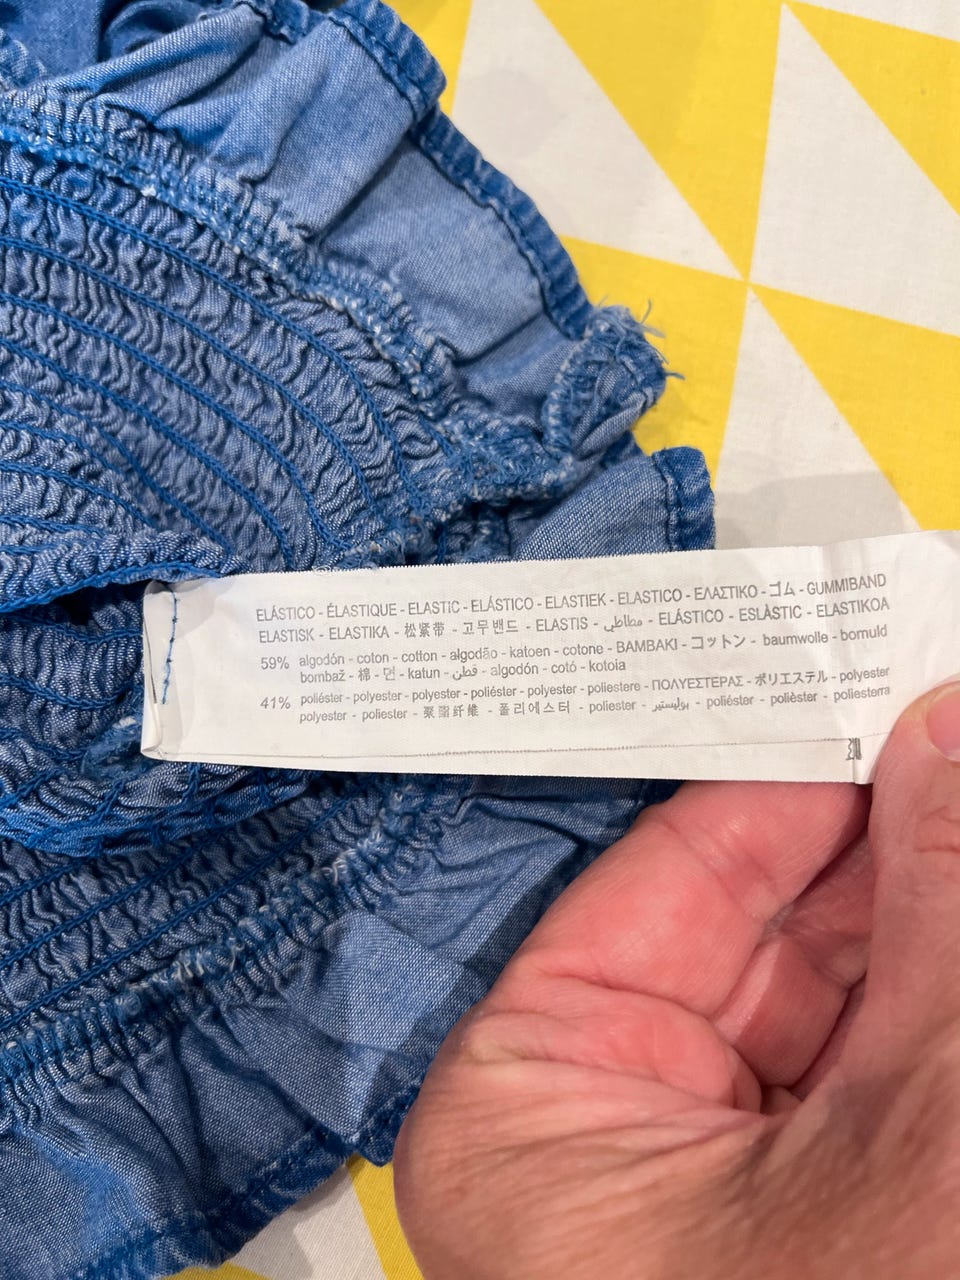 ELÁSTICO - ÉLASTIQUE - ELASTIC - ELÁSTICO - ELASTIEK - ELASTICO - ΕΛΑΣΤΙΚΟ - ゴム - GUMMIBAND
ELASTISK - ELASTIKA - 松紧带 - 고무밴드 - ELASTIS - مطاطي - ELÁSTICO - ESLÀSTIC - ELASTIKOA
59% algodón - coton - cotton - algodão - katoen - cotone - ΒΑΜΒΑΚΙ - コットン - baumwolle - bomuld
bombaž - 棉 - 면 - katun - قطن - algodón - cotó - kotoia
41% poliéster - polyester - polyester - poliéster - polyester - poliestere - ΠΟΛΥΕΣΤΕΡΑΣ - ポリエステル - polyester
polyester - poliester - 聚酯纤维 - 폴리에스터 - poliester - بوليستير - poliéster - polièster - poliesterra